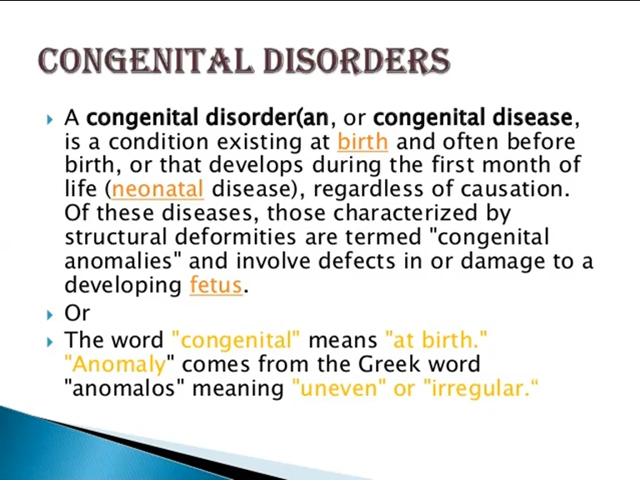 CONGENITAL DISORDERS
A congenital disorder(an, or congenital disease,
is a condition existing at birth and often before
birth, or that develops during the first month of
life (neonatal disease), regardless of causation.
Of these diseases, those characterized by
structural deformities are termed "congenital
anomalies" and involve defects in or damage to a
developing fetus.
Or
The word "congenital" means "at birth."
"Anomaly" comes from the Greek word
"anomalos" meaning "uneven" or "irregular.“